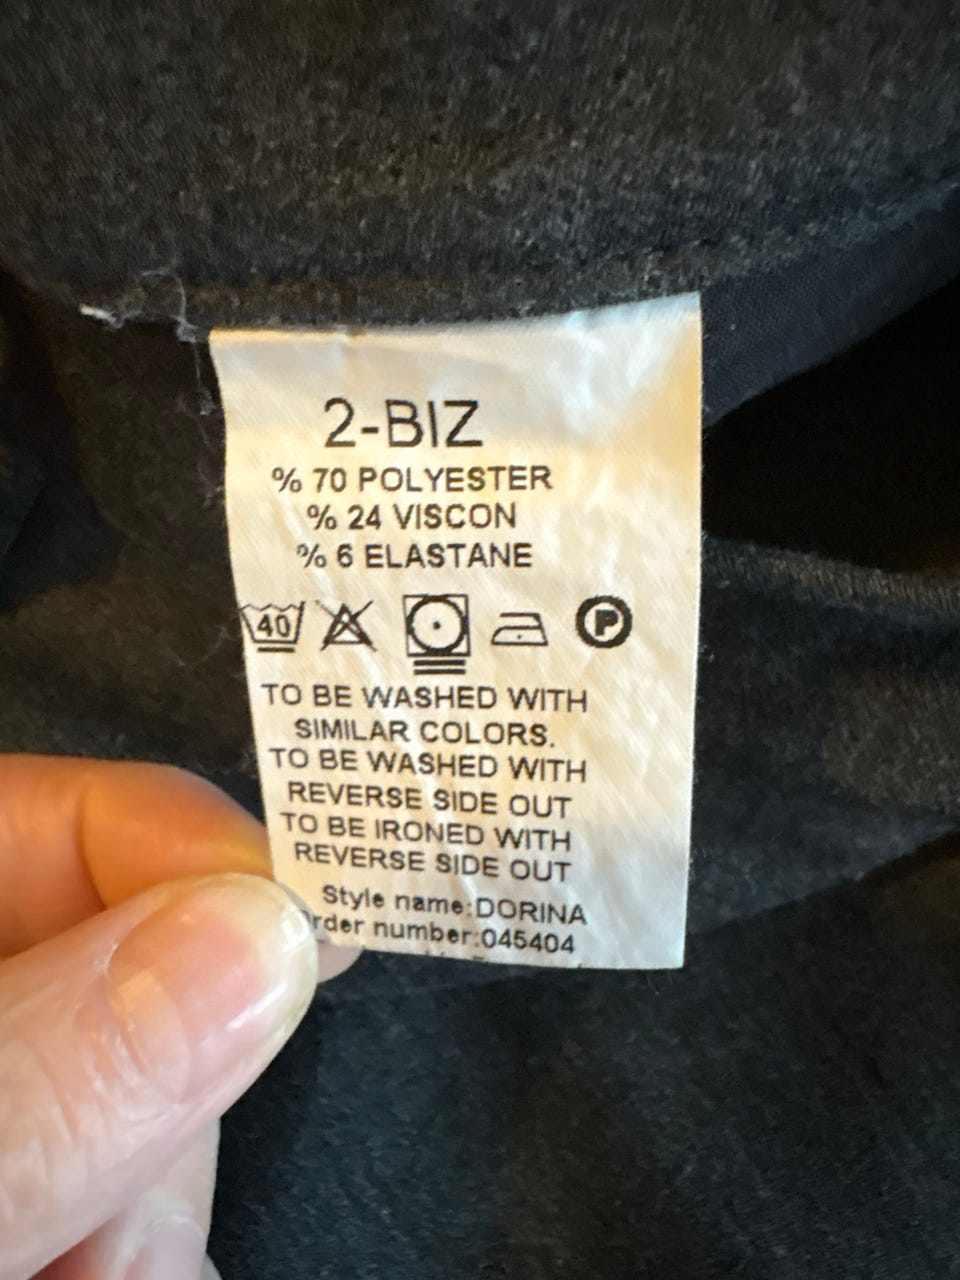 2-BIZ
% 70 POLYESTER
% 24 VISCON
% 6 ELASTANE
40 P
TO BE WASHED WITH
SIMILAR COLORS.
TO BE WASHED WITH
REVERSE SIDE OUT
TO BE IRONED WITH
REVERSE SIDE OUT
Style name:DORINA
rder number:045404